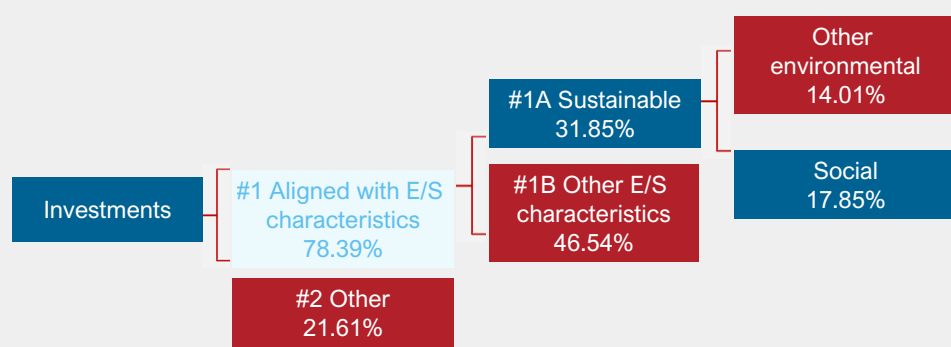 Investments
#1 Aligned with E/S
characteristics
78.39%
#2 Other
21.61%
#1A Sustainable
31.85%
#1B Other E/S
characteristics
46.54%
Other
environmental
14.01%
Social
17.85%